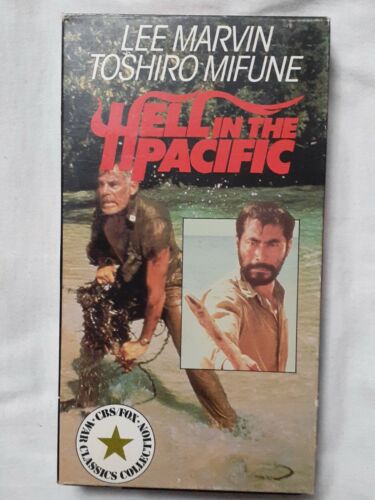 LEE MARVIN
TOSHIRO MIFUNE
HELL IN THE
PACIFIC
CBS/FOX
WAR CLASSICS COLLECTION